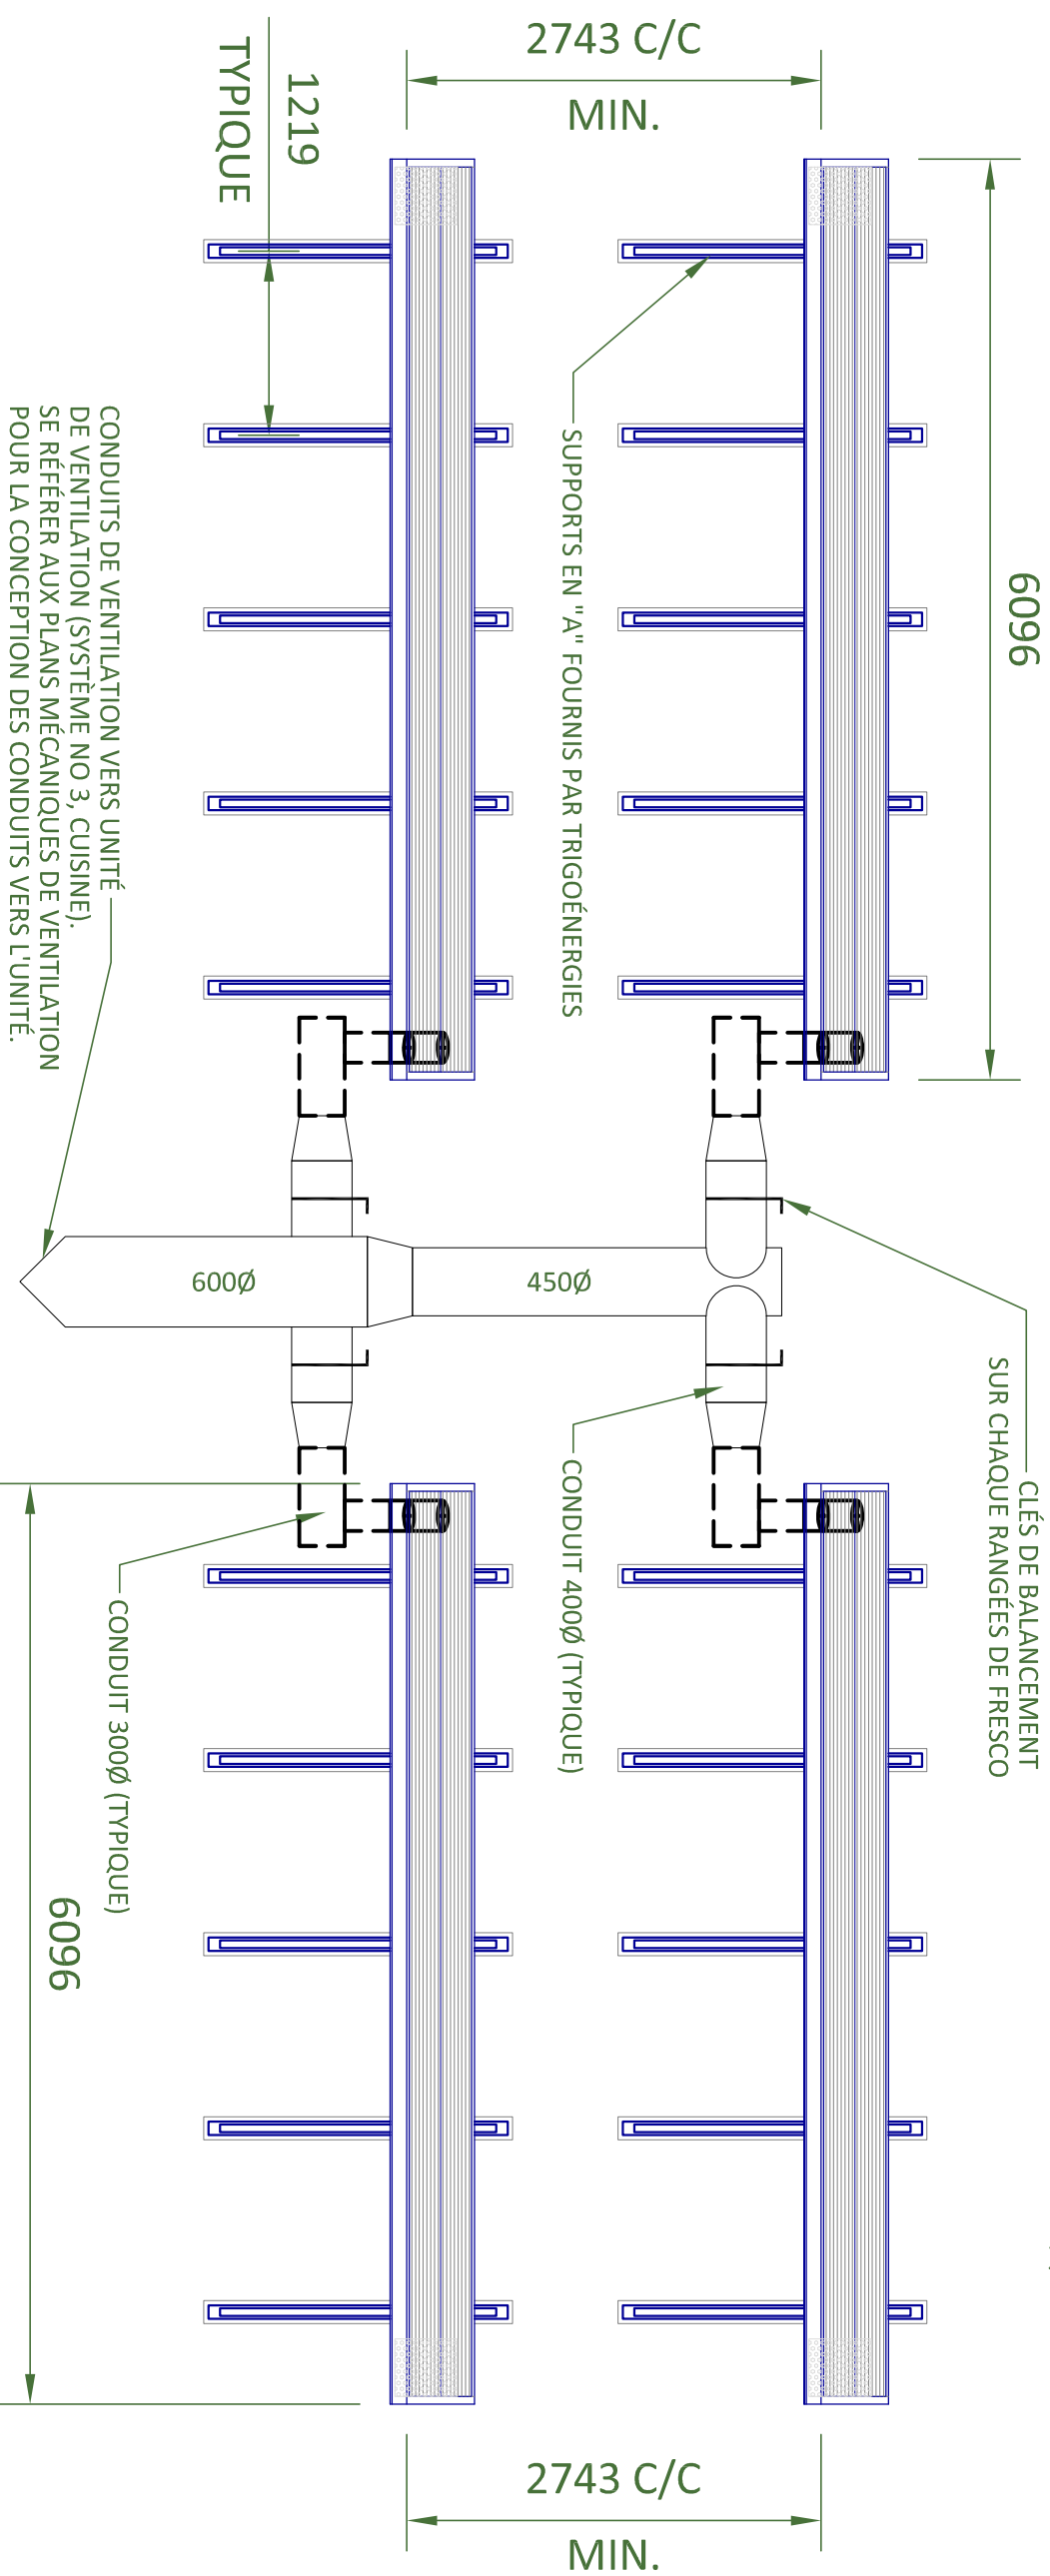 2743 C/C
MIN.
1219
TYPIQUE
6096
SUPPORTS EN "A" FOURNIS PAR TRIGOÉNERGIES
CONDUITS DE VENTILATION VERS UNITÉ
DE VENTILATION (SYSTÈME NO 3, CUISINE).
SE RÉFÉRER AUX PLANS MÉCANIQUES DE VENTILATION
POUR LA CONCEPTION DES CONDUITS VERS L'UNITÉ.
600Ø
450Ø
CLÉS DE BALANCEMENT
SUR CHAQUE RANGÉES DE FRESCO
CONDUIT 400Ø (TYPIQUE)
CONDUIT 300Ø (TYPIQUE)
6096
2743 C/C
MIN.